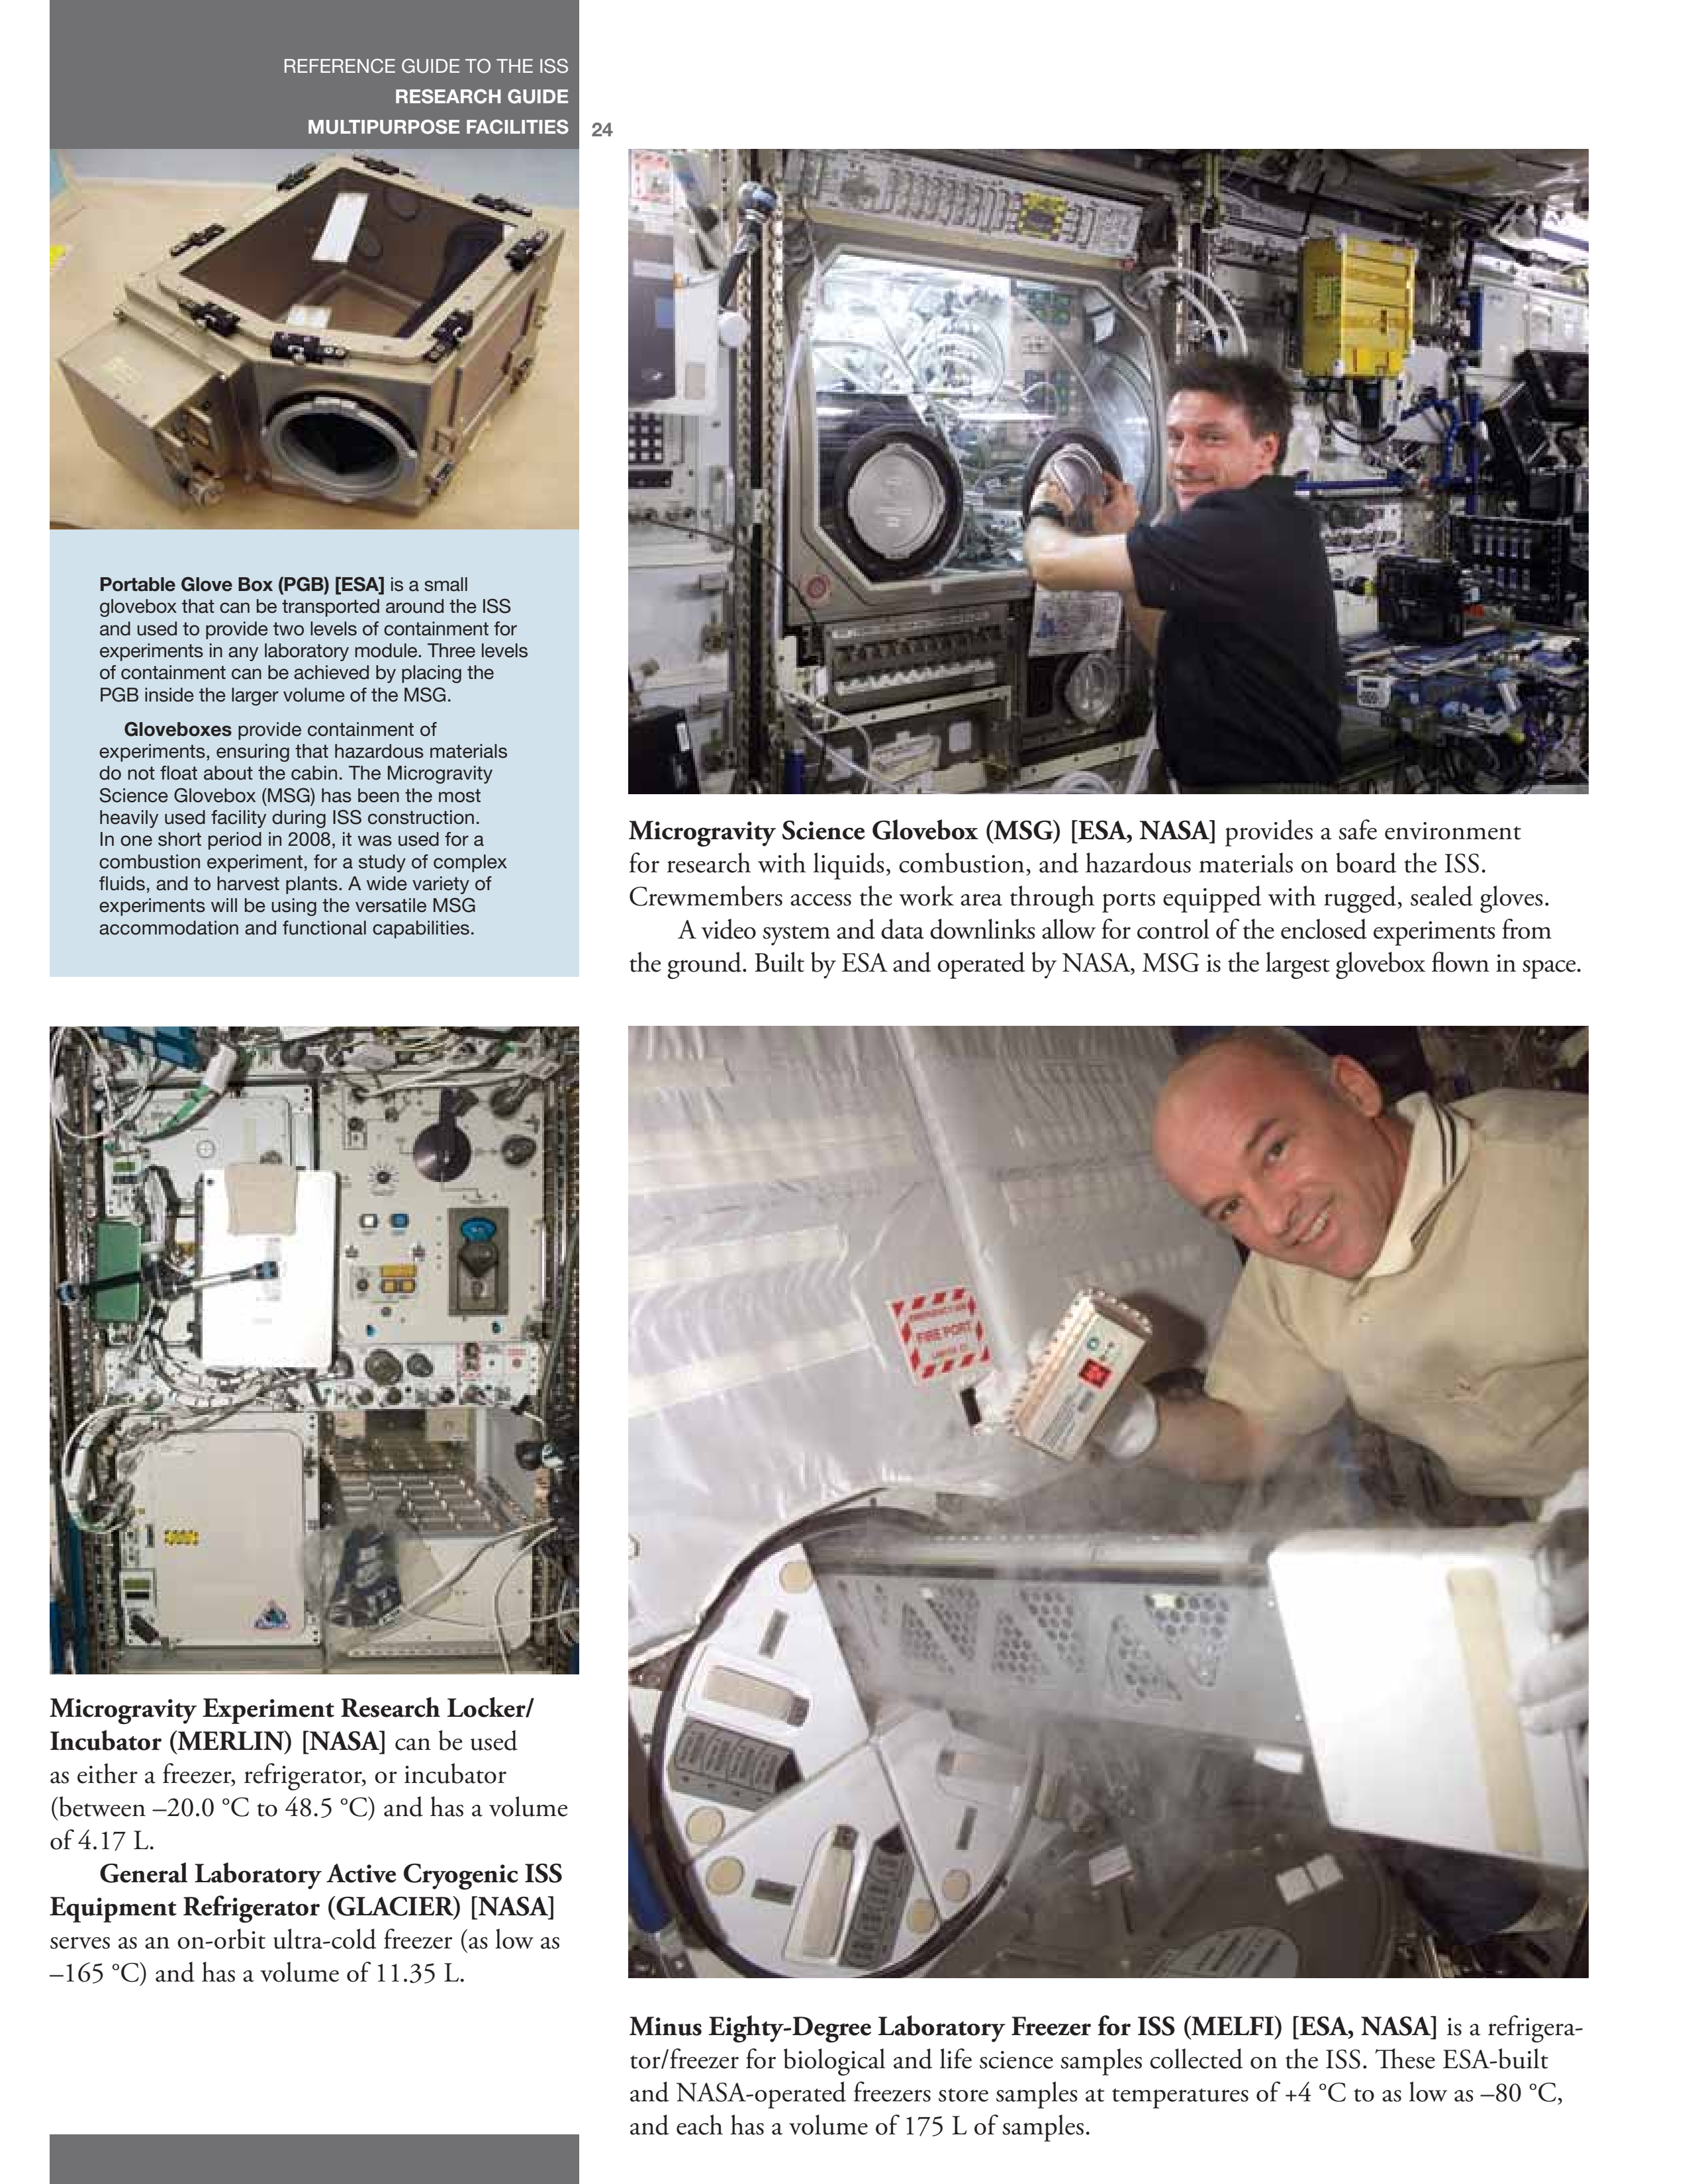 REFERENCE GUIDE TO THE ISS
RESEARCH GUIDE
MULTIPURPOSE FACILITIES
24
Portable Glove Box (PGB) [ESA] is a small
glovebox that can be transported around the ISS
and used to provide two levels of containment for
experiments in any laboratory module. Three levels
of containment can be achieved by placing the
PGB inside the larger volume of the MSG.
Gloveboxes provide containment of
experiments, ensuring that hazardous materials
do not float about the cabin. The Microgravity
Science Glovebox (MSG) has been the most
heavily used facility during ISS construction.
In one short period in 2008, it was used for a
combustion experiment, for a study of complex
fluids, and to harvest plants. A wide variety of
experiments will be using the versatile MSG
accommodation and functional capabilities.
Microgravity Science Glovebox (MSG) [ESA, NASA] provides a safe environment
for research with liquids, combustion, and hazardous materials on board the ISS.
Crewmembers access the work area through ports equipped with rugged, sealed gloves.
A video system and data downlinks allow for control of the enclosed experiments from
the ground. Built by ESA and operated by NASA, MSG is the largest glovebox flown in space.
FIRE PORT
Microgravity Experiment Research Locker/
Incubator (MERLIN) [NASA] can be used
as either a freezer, refrigerator, or incubator
(between –20.0 °C to 48.5 °C) and has a volume
of 4.17 L.
General Laboratory Active Cryogenic ISS
Equipment Refrigerator (GLACIER) [NASA]
serves as an on-orbit ultra-cold freezer (as low as
–165 °C) and has a volume of 11.35 L.
Minus Eighty-Degree Laboratory Freezer for ISS (MELFI) [ESA, NASA] is a refrigera-
tor/freezer for biological and life science samples collected on the ISS. These ESA-built
and NASA-operated freezers store samples at temperatures of +4 °C to as low as –80 °C,
and each has a volume of 175 L of samples.